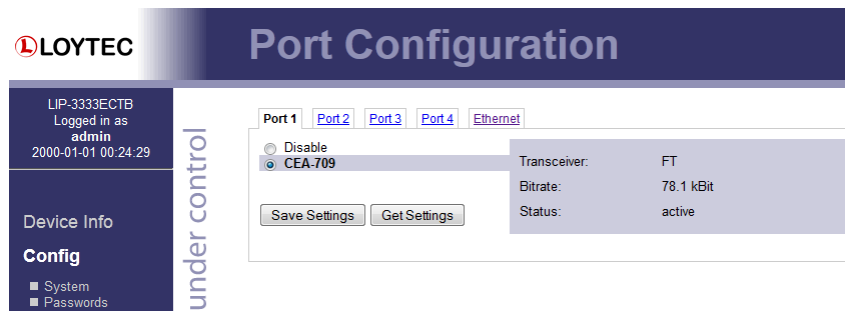 LOYTEC
Port Configuration
LIP-3333ECTB
Logged in as
admin
2000-01-01 00:24:29
Device Info
Config
System
Passwords
under control
Port 1 Port 2 Port 3 Port 4 Ethernet
Disable
CEA-709
Save Settings Get Settings
Transceiver: FT
Bitrate: 78.1 kBit
Status: active